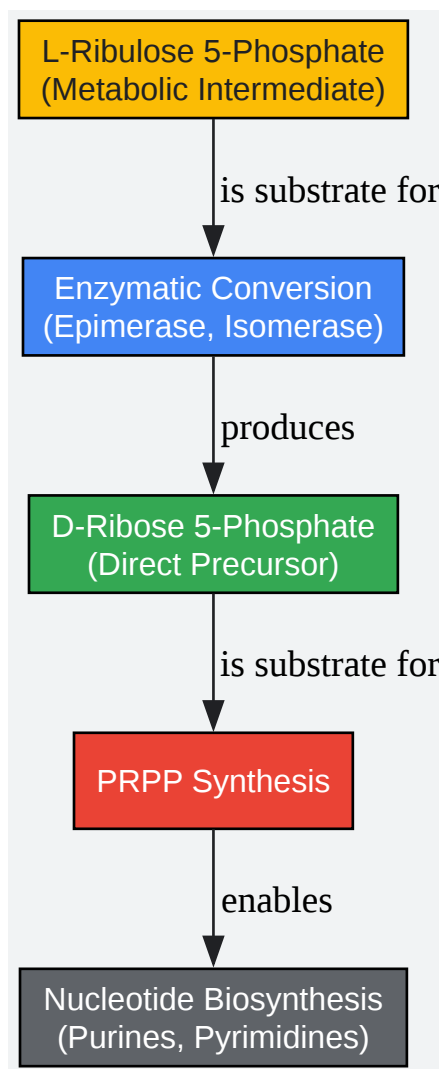 L-Ribulose 5-Phosphate
(Metabolic Intermediate)
is substrate for
Enzymatic Conversion
(Epimerase, Isomerase)
produces
D-Ribose 5-Phosphate
(Direct Precursor)
is substrate for
PRPP Synthesis
enables
Nucleotide Biosynthesis
(Purines, Pyrimidines)